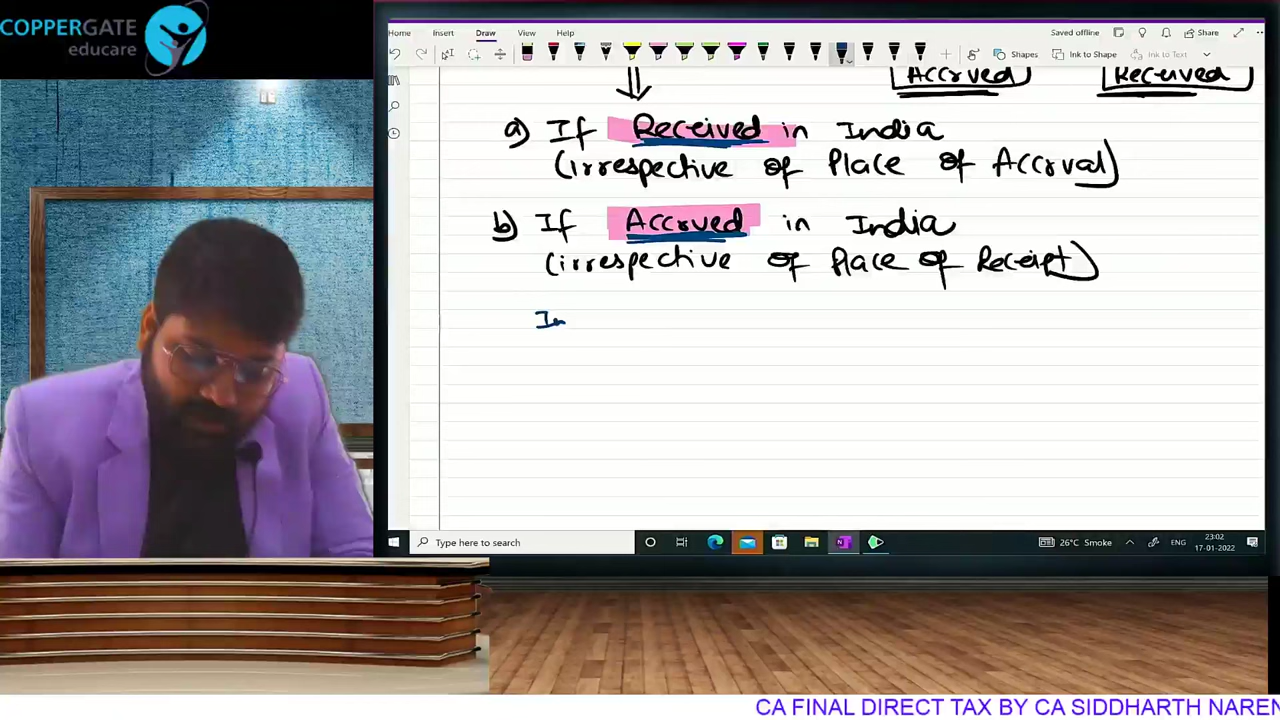 COPPERGATE
educare
Home Insert Draw View Help
Saved offline
Share
Shapes
Ink to Shape
Ink to Text
Accrued Received
a) If Received in India
(irrespective of Place of Accrual)
b) If Accrued in India
(irrespective of Place of Receipt)
In
Type here to search
26°C Smoke
ENG
23:02
17-01-2022
CA FINAL DIRECT TAX BY CA SIDDHARTH NAREN